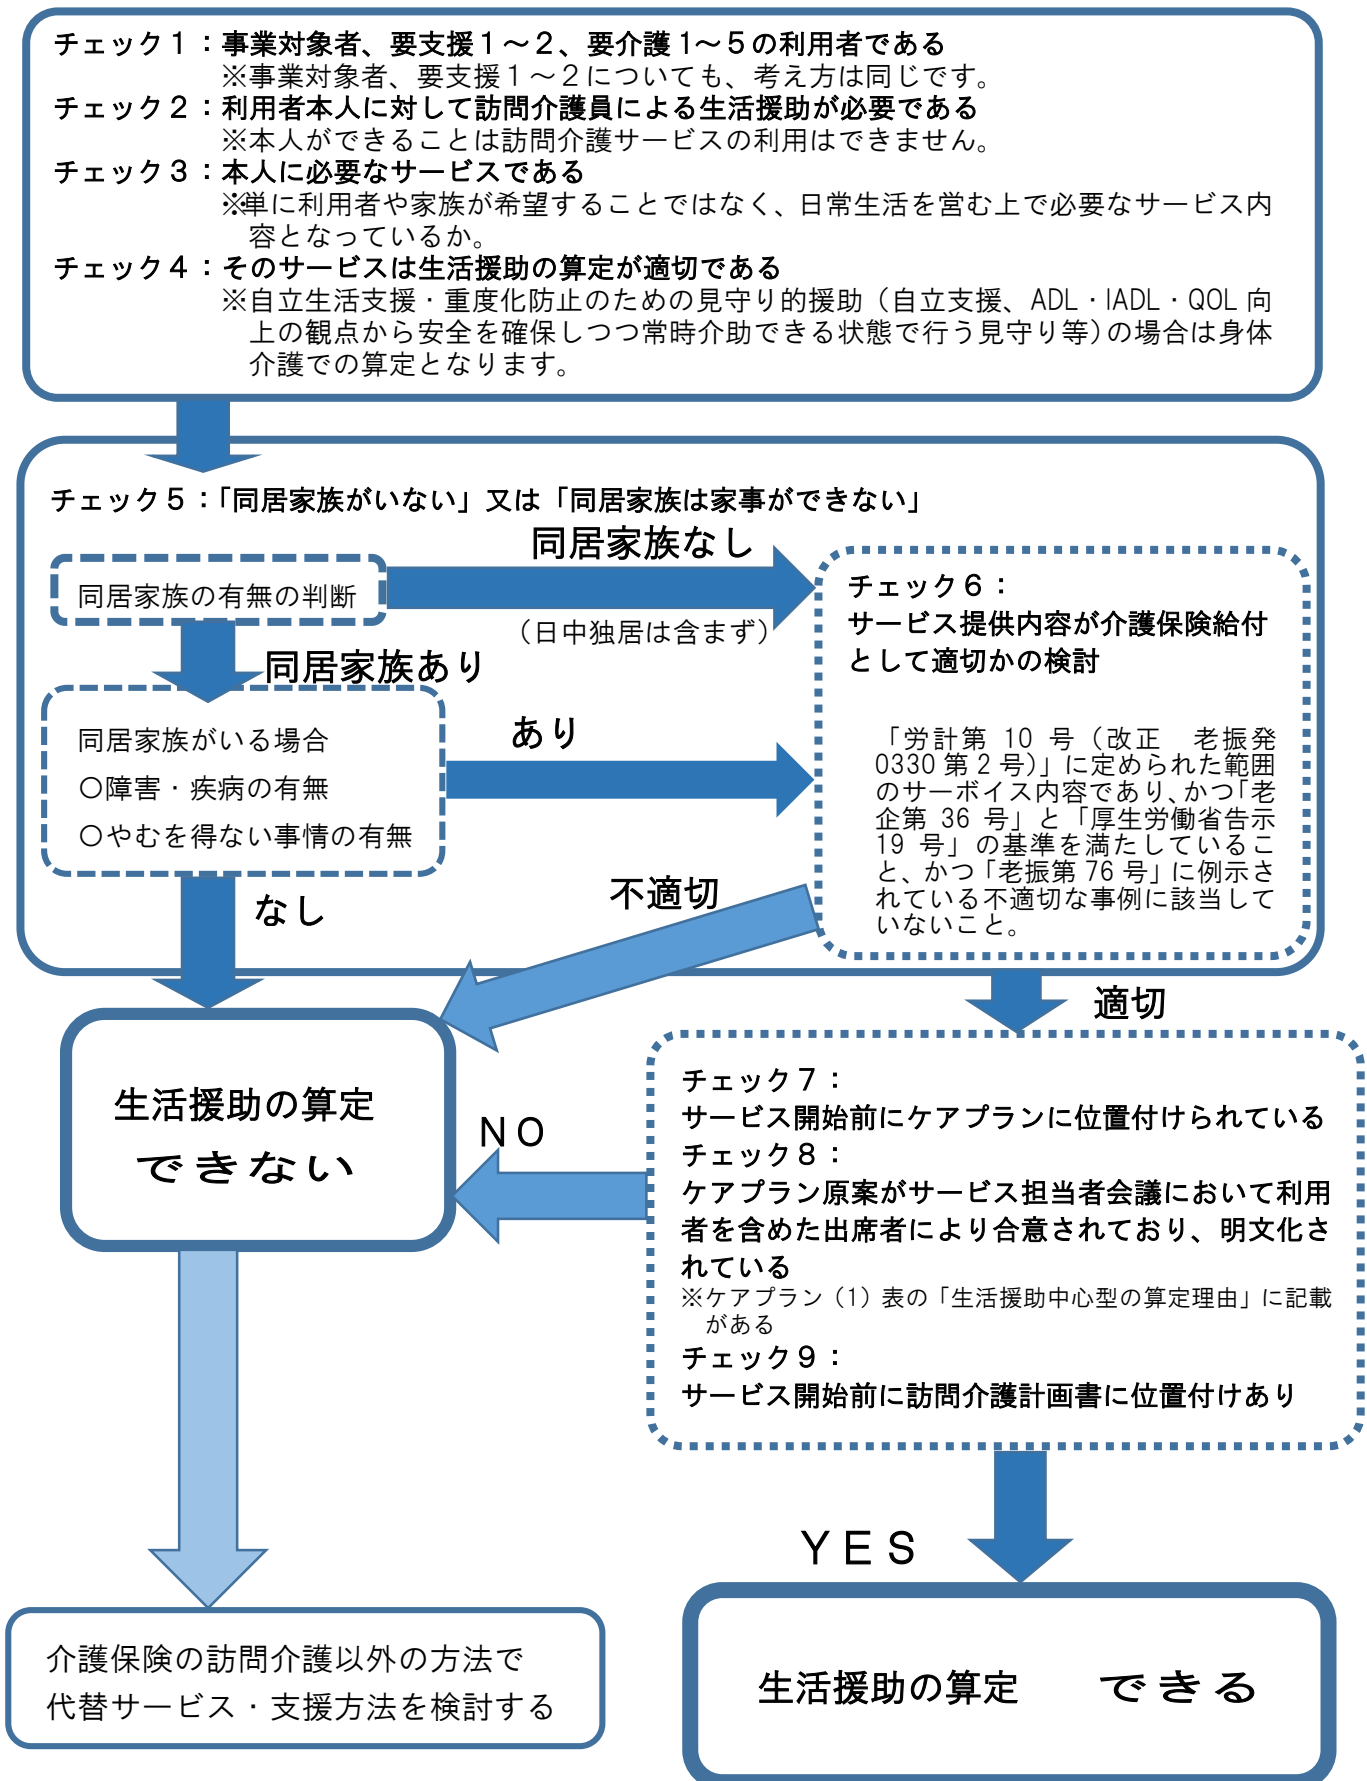 チェック１：事業対象者、要支援１～２、要介護１～５の利用者である
※事業対象者、要支援１～２についても、考え方は同じです。
チェック２：利用者本人に対して訪問介護員による生活援助が必要である
※本人ができることは訪問介護サービスの利用はできません。
チェック３：本人に必要なサービスである
※単に利用者や家族が希望することではなく、日常生活を営む上で必要なサービス内
容となっているか。
チェック４：そのサービスは生活援助の算定が適切である
※自立生活支援・重度化防止のための見守り的援助（自立支援、ADL・IADL・QOL 向
上の観点から安全を確保しつつ常時介助できる状態で行う見守り等）の場合は身体
介護での算定となります。
チェック５：「同居家族がいない」又は「同居家族は家事ができない」
同居家族なし
同居家族の有無の判断
（日中独居は含まず）
同居家族あり
同居家族がいる場合
○障害・疾病の有無
○やむを得ない事情の有無
あり
なし
チェック６：
サービス提供内容が介護保険給付
として適切かの検討
「労計第 10 号（改正　老振発
0330 第 2 号）」に定められた範囲
のサーボイス内容であり、かつ「老
企第 36 号」と「厚生労働省告示
19 号」の基準を満たしているこ
と、かつ「老振第 76 号」に例示さ
れている不適切な事例に該当して
いないこと。
不適切
適切
生活援助の算定
できない
ＮＯ
チェック７：
サービス開始前にケアプランに位置付けられている
チェック８：
ケアプラン原案がサービス担当者会議において利用
者を含めた出席者により合意されており、明文化さ
れている
※ケアプラン（1）表の「生活援助中心型の算定理由」に記載
がある
チェック９：
サービス開始前に訪問介護計画書に位置付けあり
ＹＥＳ
介護保険の訪問介護以外の方法で
代替サービス・支援方法を検討する
生活援助の算定　　できる